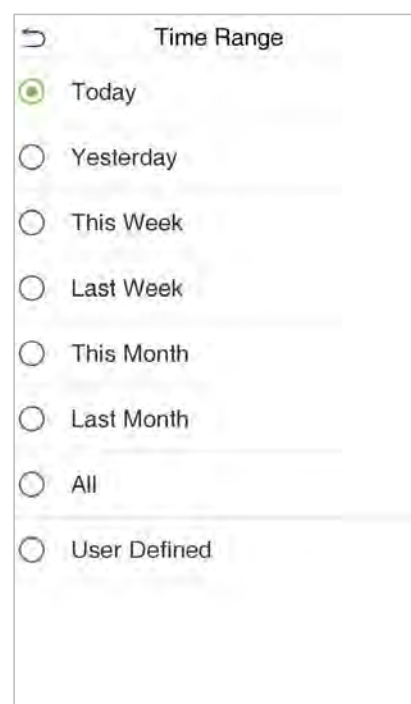 Time Range
Today
Yesterday
This Week
Last Week
This Month
Last Month
All
User Defined